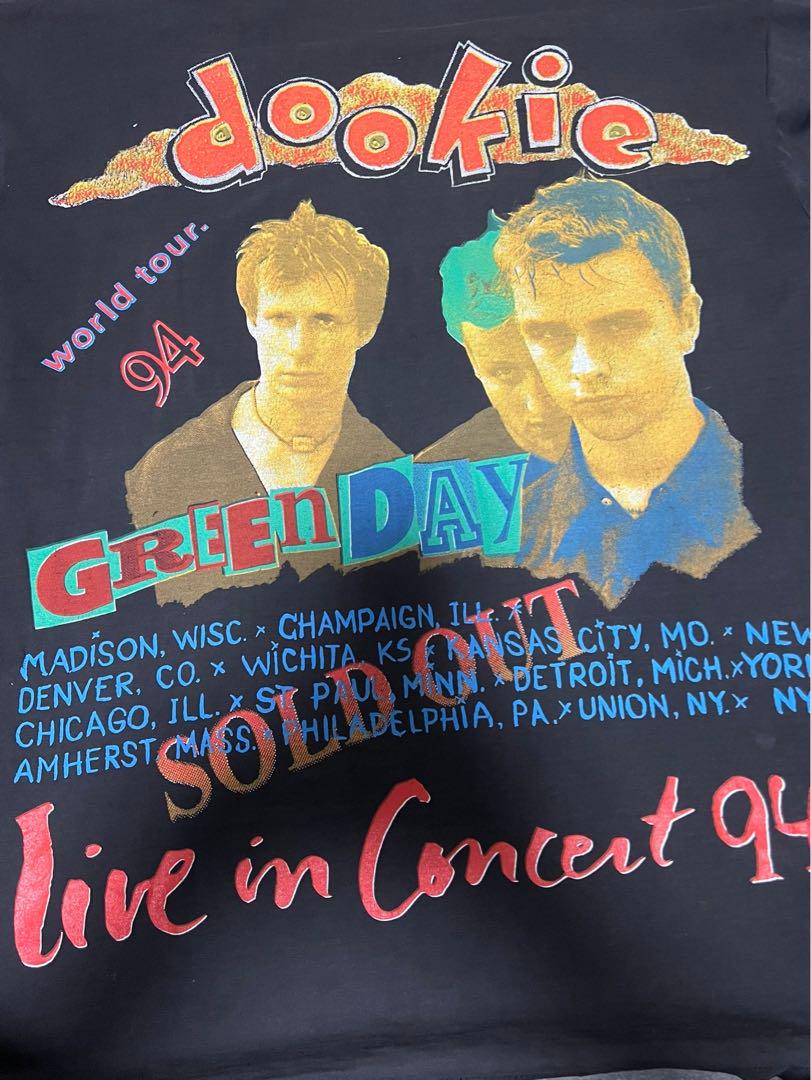 dookie
world tour.
94
GREEN DAY
MADISON, WISC. × CHAMPAIGN, ILL. ×
DENVER, CO. × WICHITA, KS × KANSAS CITY, MO. × NEW
CHICAGO, ILL. × ST. PAUL, MINN. × DETROIT, MICH. × YORK
AMHERST, MASS. × PHILADELPHIA, PA. × UNION, NY. × NY
SOLD OUT
live in Concert 94